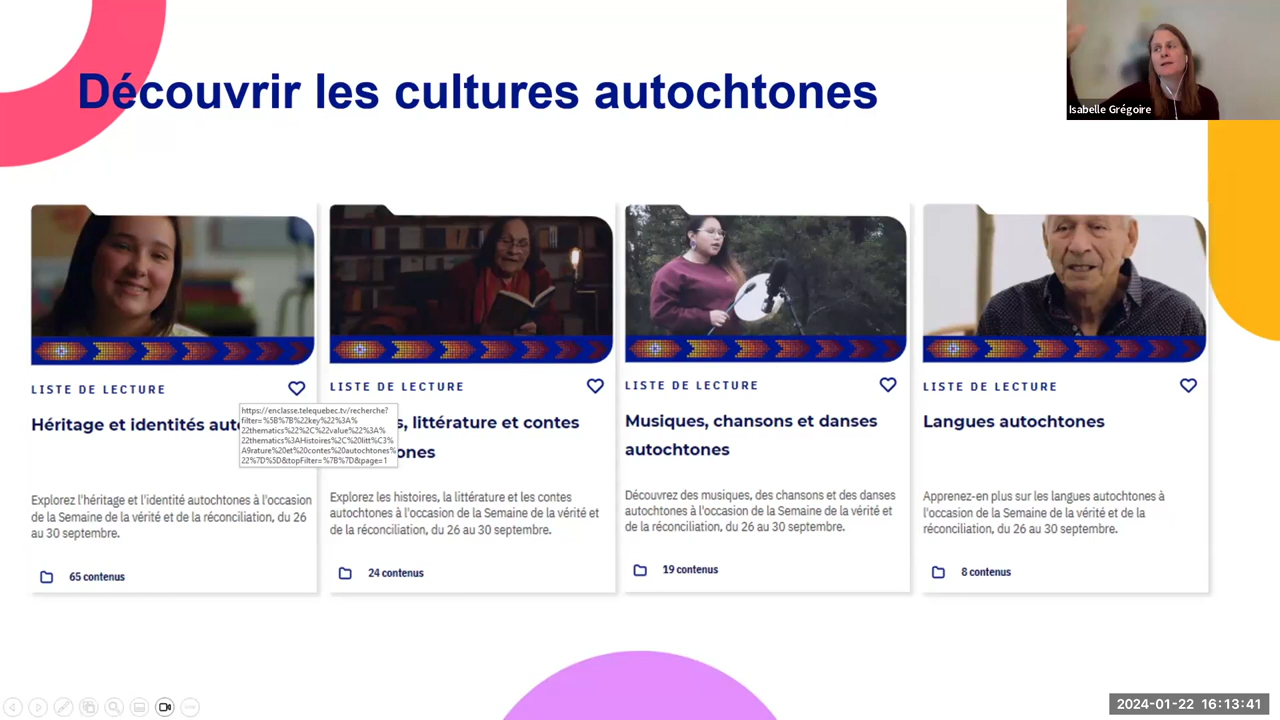 Découvrir les cultures autochtones
Isabelle Grégoire
LISTE DE LECTURE
Héritage et identités
Explorez l'héritage et l'identité autochtones à l'occasion
de la Semaine de la vérité et de la réconciliation, du 26
au 30 septembre.
65 contenus
https://enclasse.telequebec.tv/recherche?
filter=%5B%7B%22key%22%3A%
22thematics%22%2C%22value%22%3A%
22thematics%3AHistoires%2C%20litt%C3%
A9rature%20et%20contes%20autochtones%
22%7D%5D&topFilter=%7B%7D&page=1
LISTE DE LECTURE
littérature et contes
Explorez les histoires, la littérature et les contes
autochtones à l'occasion de la Semaine de la vérité et
de la réconciliation, du 26 au 30 septembre.
24 contenus
LISTE DE LECTURE
Musiques, chansons et danses
autochtones
Découvrez des musiques, des chansons et des danses
autochtones à l'occasion de la Semaine de la vérité et
de la réconciliation, du 26 au 30 septembre.
19 contenus
LISTE DE LECTURE
Langues autochtones
Apprenez-en plus sur les langues autochtones à
l'occasion de la Semaine de la vérité et de la
réconciliation, du 26 au 30 septembre.
8 contenus
2024-01-22 16:13:41